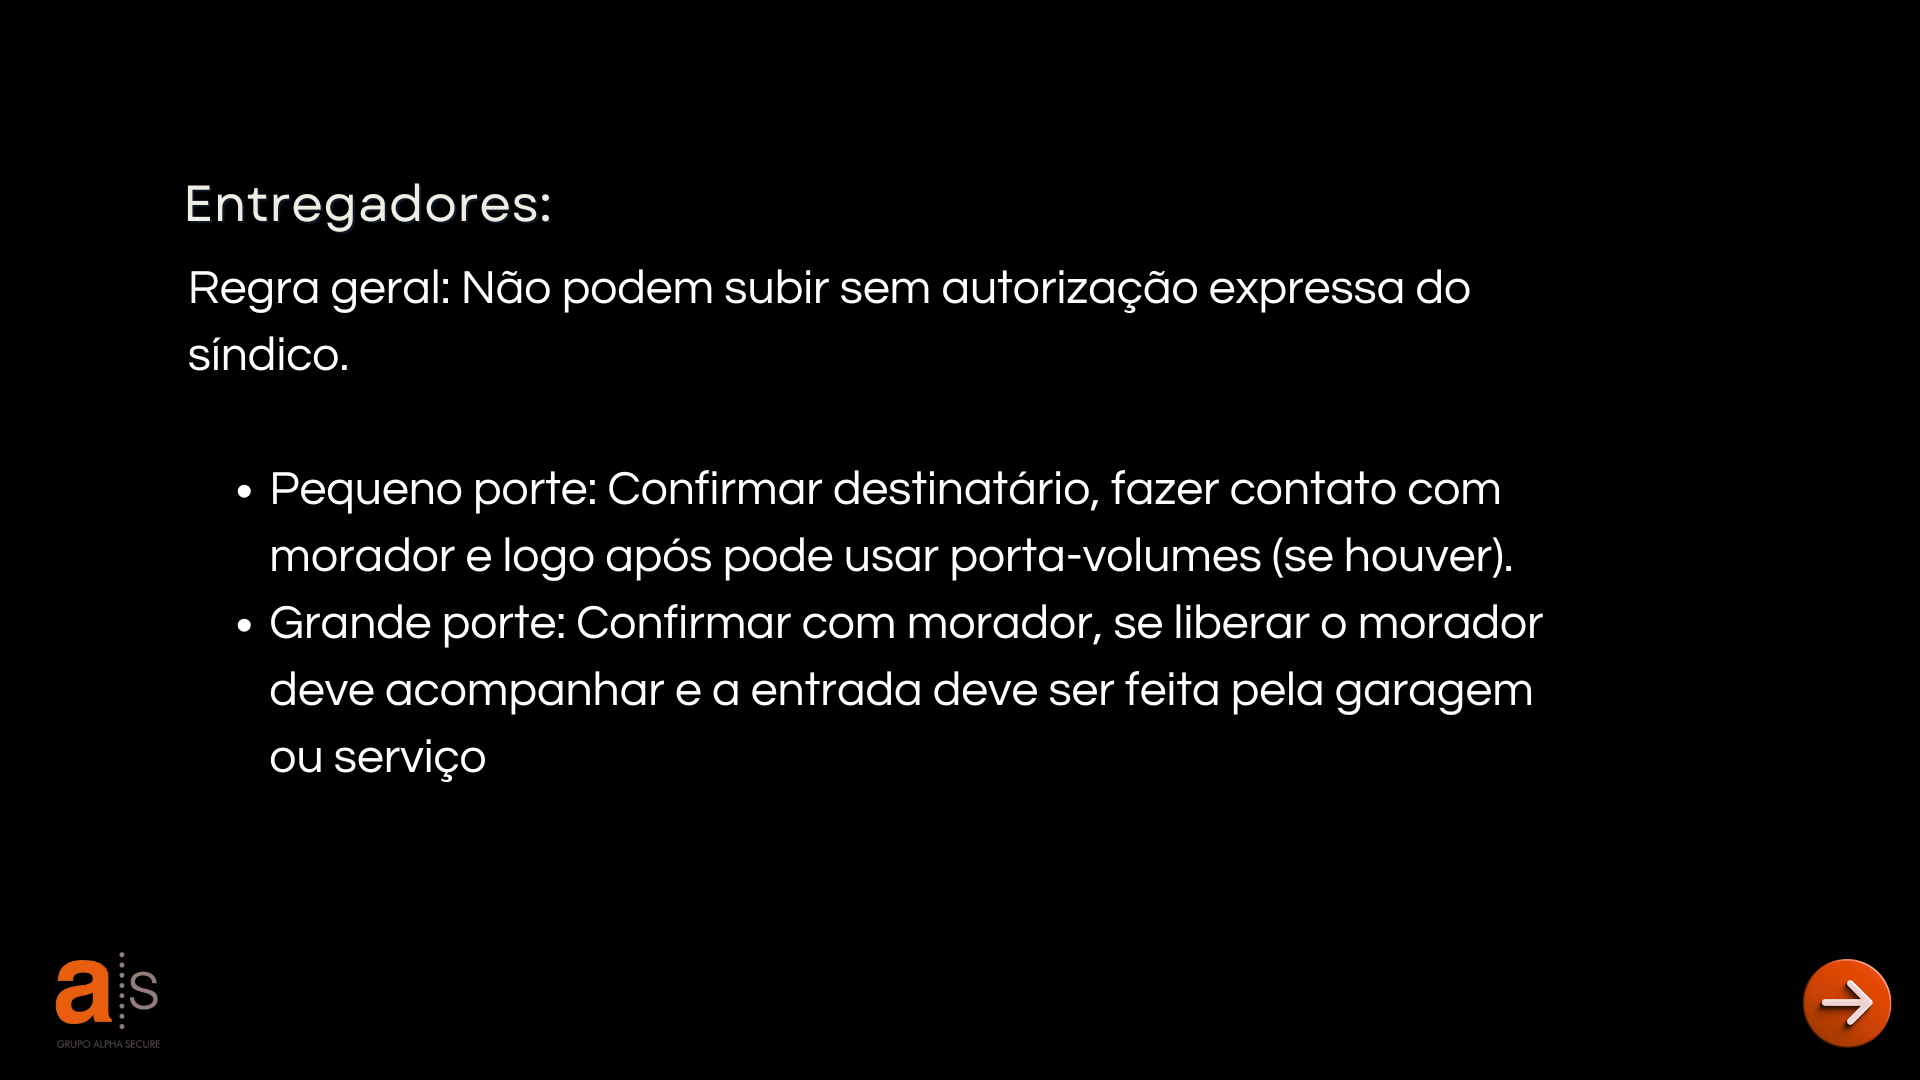 Entregadores:
Regra geral: Não podem subir sem autorização expressa do
síndico.
• Pequeno porte: Confirmar destinatário, fazer contato com
morador e logo após pode usar porta-volumes (se houver).
• Grande porte: Confirmar com morador, se liberar o morador
deve acompanhar e a entrada deve ser feita pela garagem
ou serviço
a s
GRUPO ALPHA SECURE